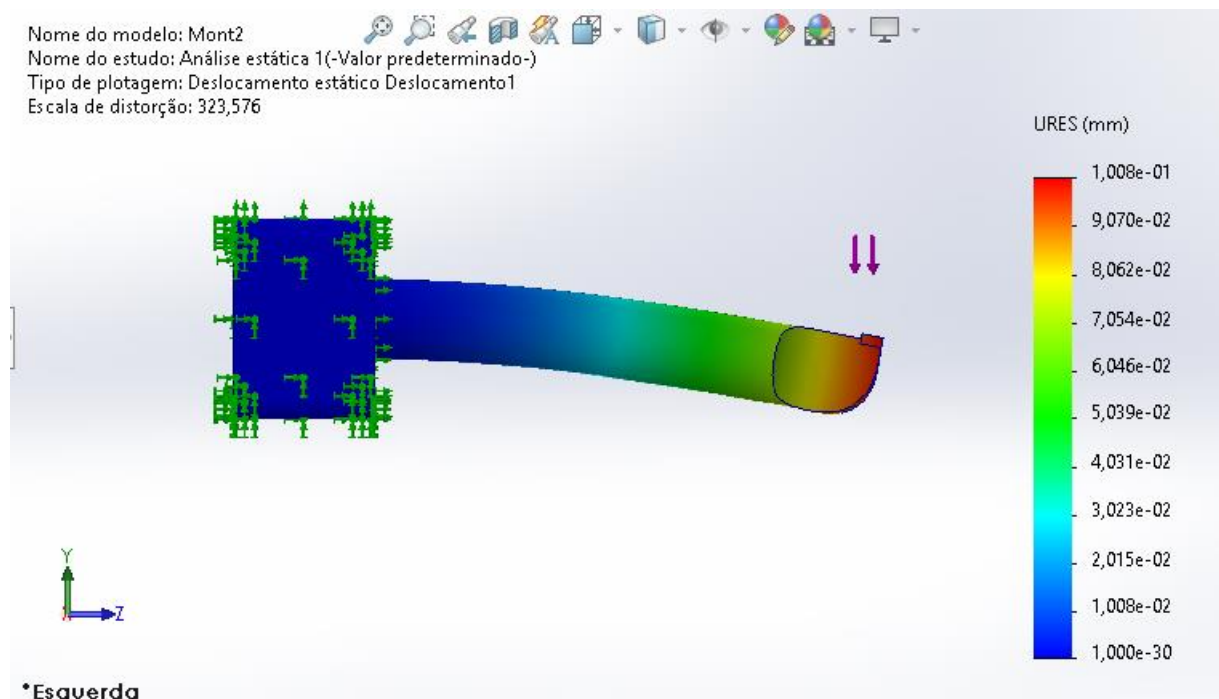 Nome do modelo: Mont2
Nome do estudo: Análise estática 1(-Valor predeterminado-)
Tipo de plotagem: Deslocamento estático Deslocamento1
Escala de distorção: 323,576
URES (mm)
1,008e-01
9,070e-02
8,062e-02
7,054e-02
6,046e-02
5,039e-02
4,031e-02
3,023e-02
2,015e-02
1,008e-02
1,000e-30
Y
Z
*Esquerda